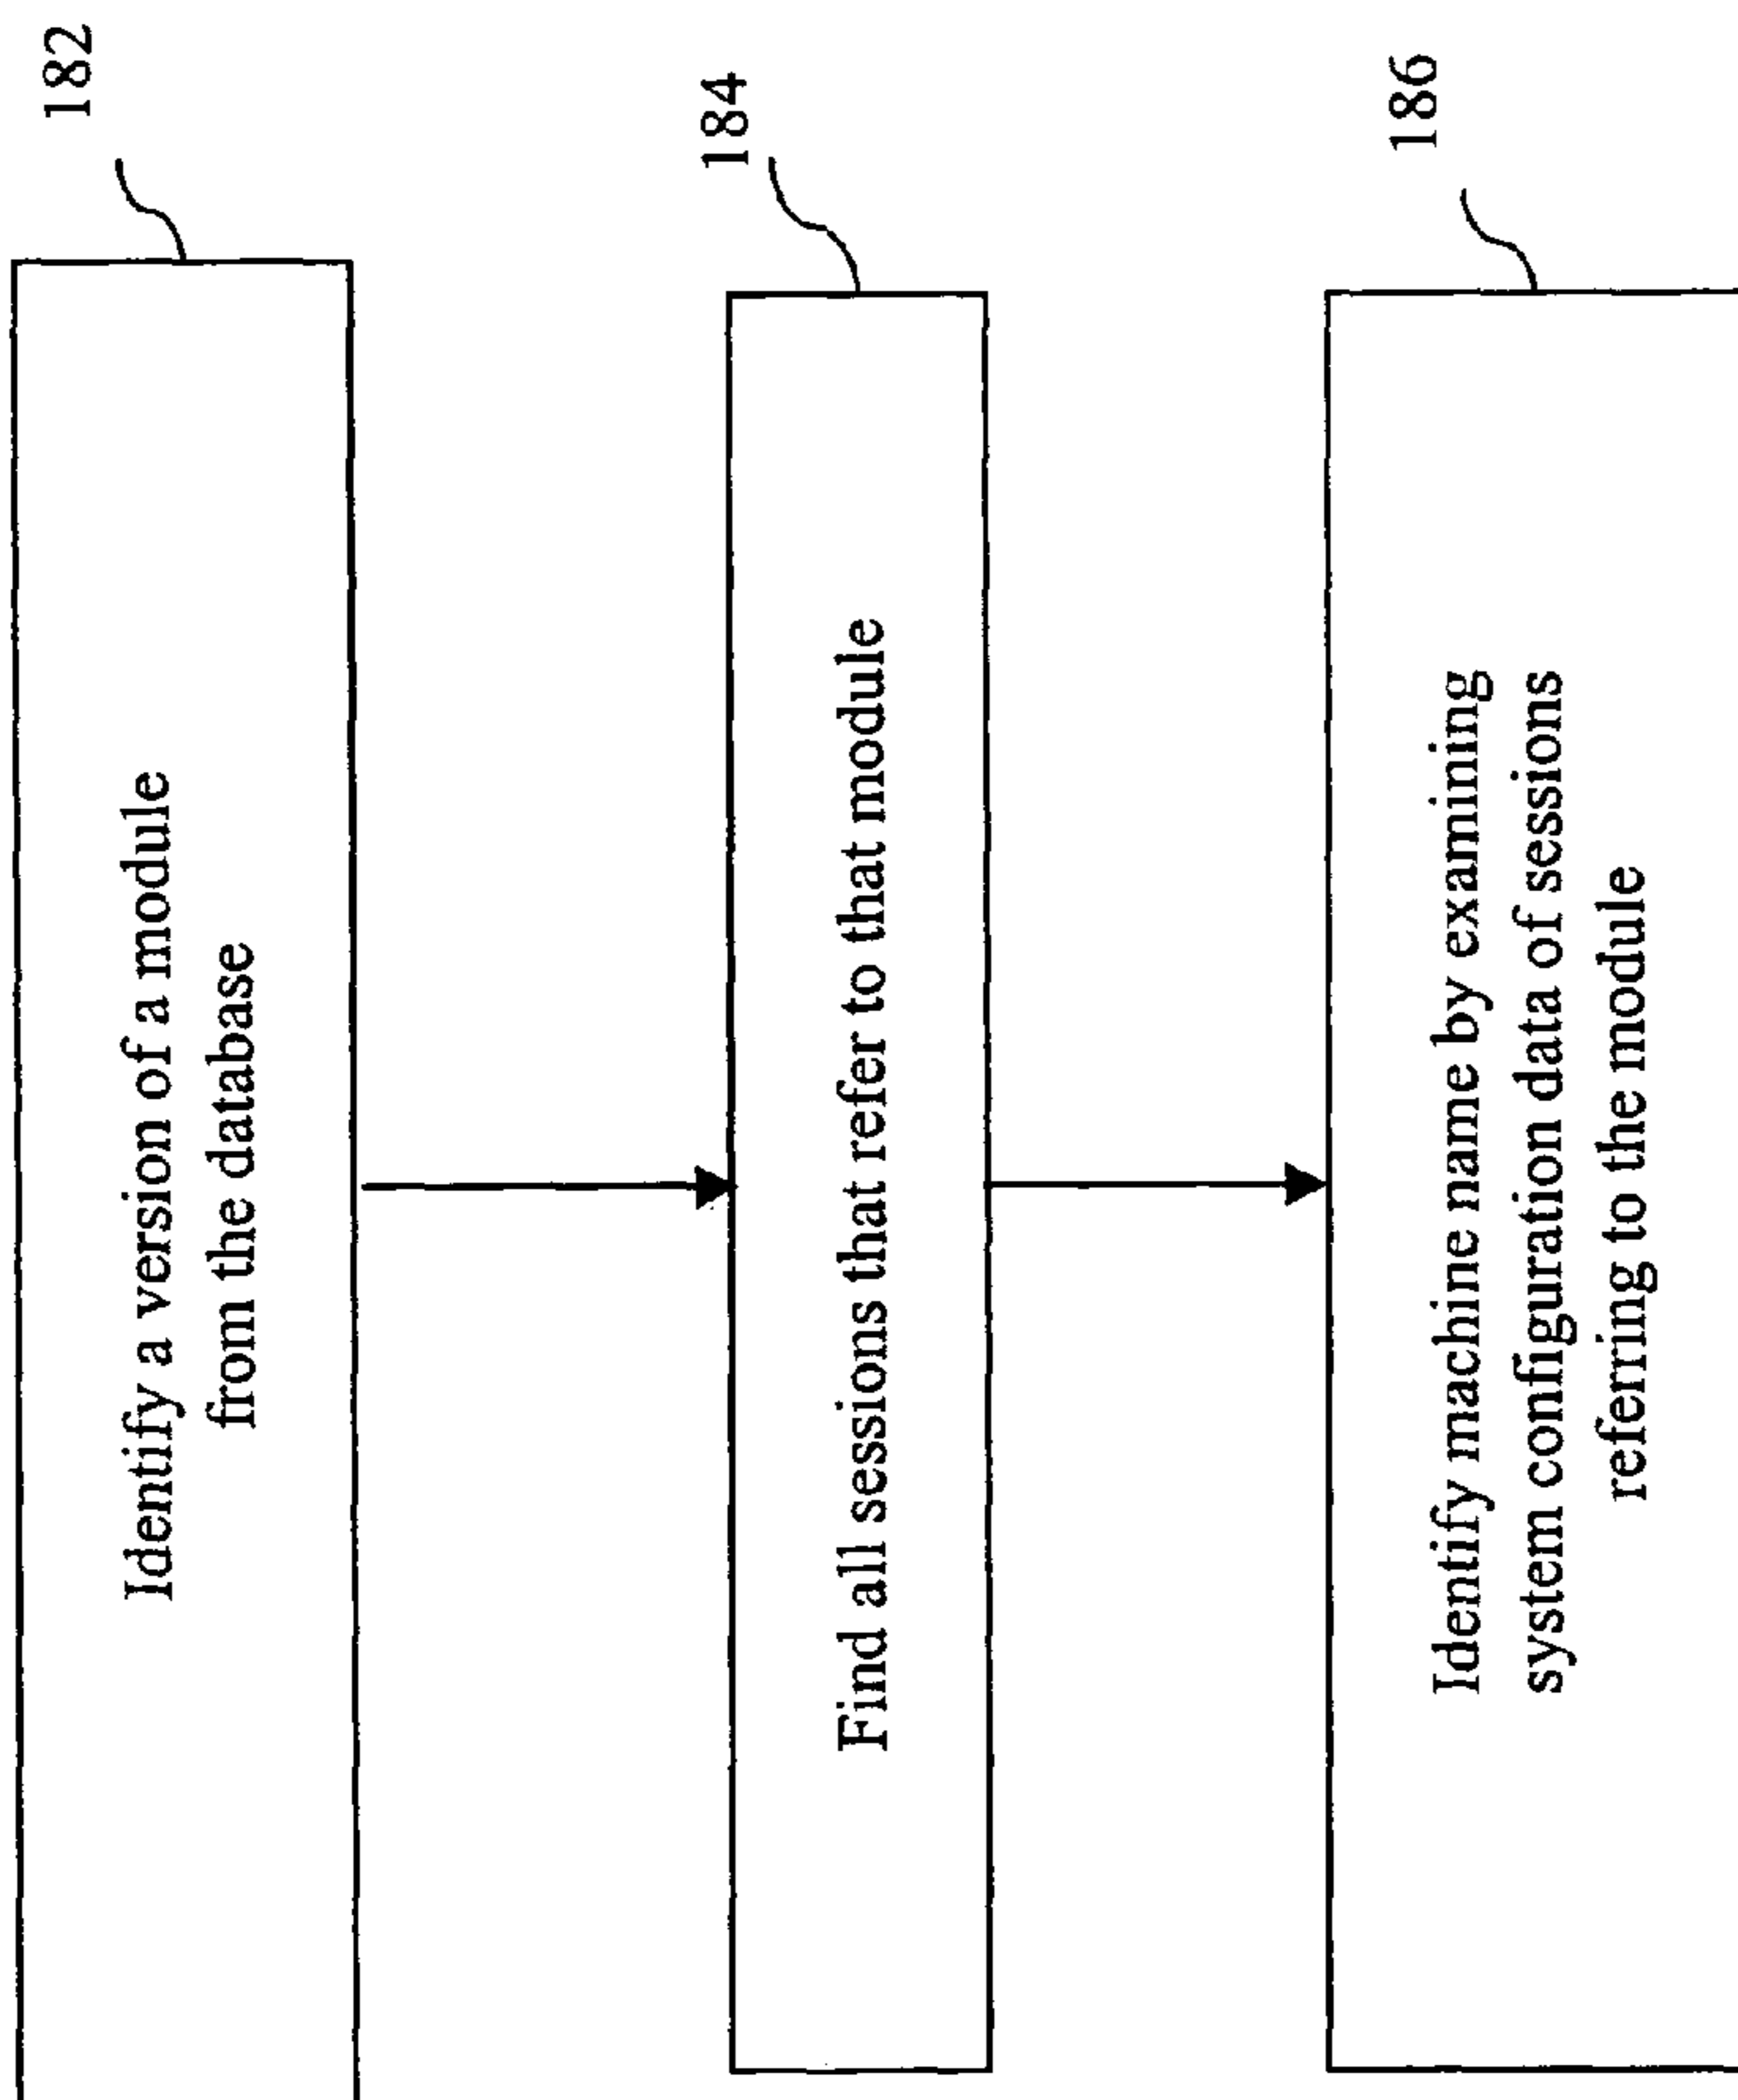 182
Identify a version of a module
from the database
184
Find all sessions that refer to that module
186
Identify machine name by examining
system configuration data of sessions
referring to the module